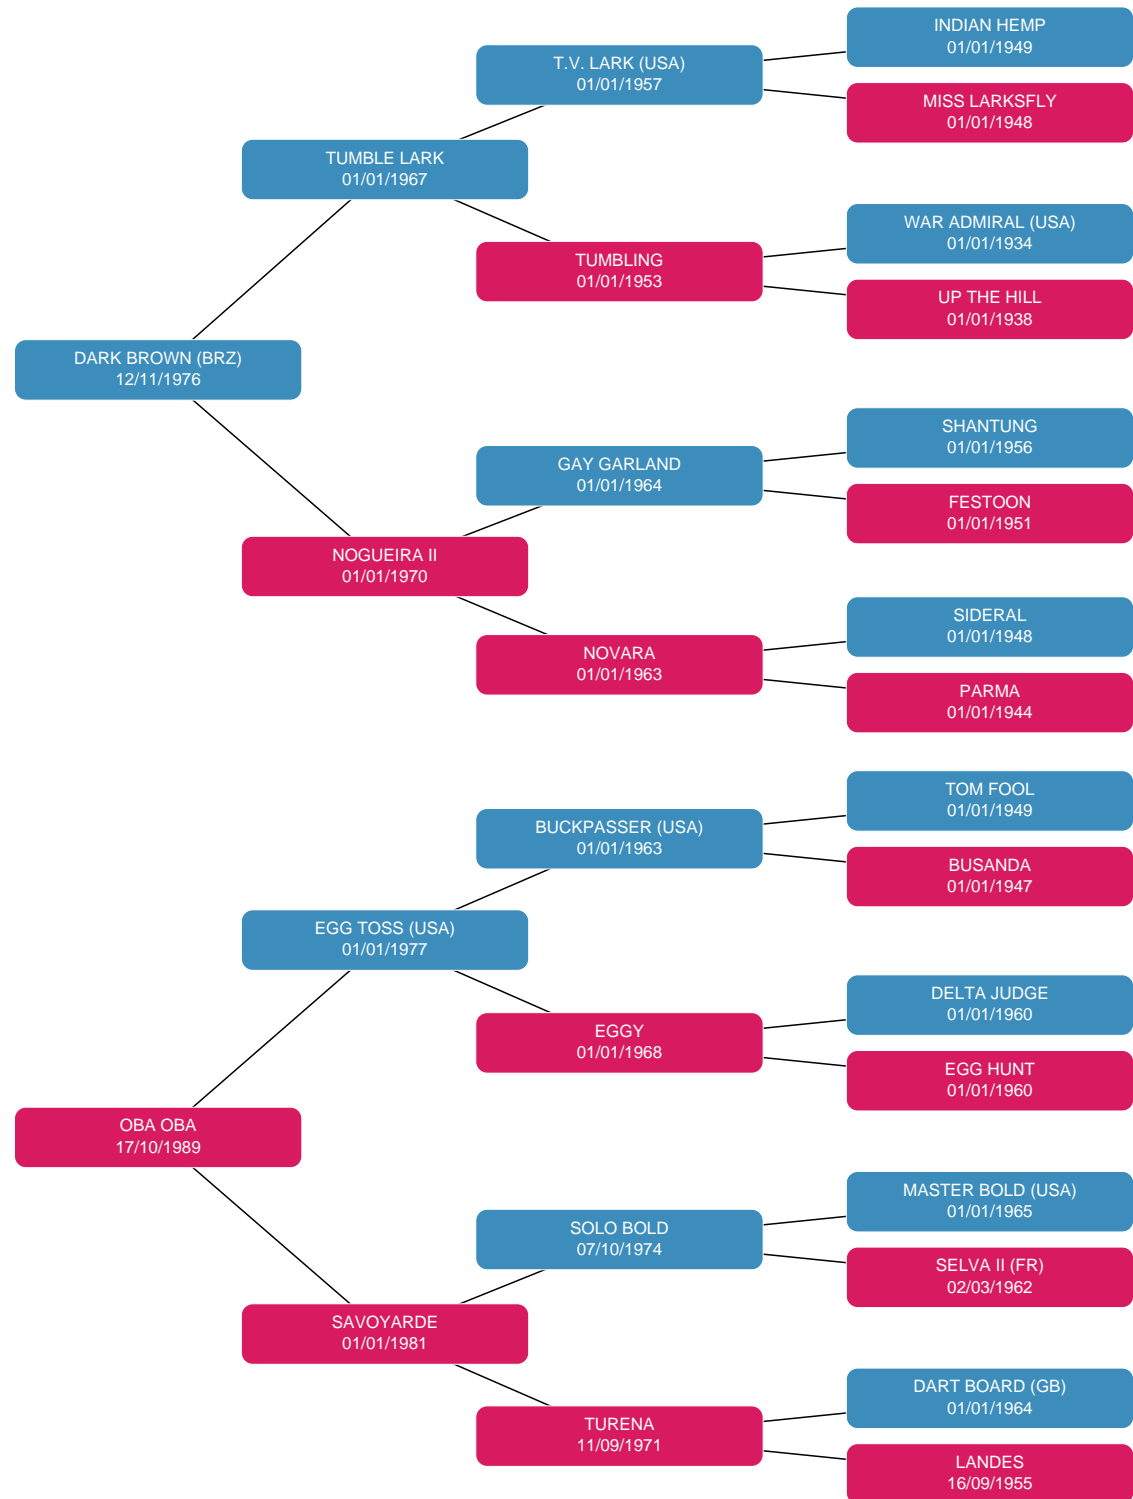 INDIAN HEMP
01/01/1949
T.V. LARK (USA)
01/01/1957
MISS LARKSFLY
01/01/1948
TUMBLE LARK
01/01/1967
WAR ADMIRAL (USA)
01/01/1934
TUMBLING
01/01/1953
UP THE HILL
01/01/1938
DARK BROWN (BRZ)
12/11/1976
SHANTUNG
01/01/1956
GAY GARLAND
01/01/1964
FESTOON
01/01/1951
NOGUEIRA II
01/01/1970
SIDERAL
01/01/1948
NOVARA
01/01/1963
PARMA
01/01/1944
TOM FOOL
01/01/1949
BUCKPASSER (USA)
01/01/1963
BUSANDA
01/01/1947
EGG TOSS (USA)
01/01/1977
DELTA JUDGE
01/01/1960
EGGY
01/01/1968
EGG HUNT
01/01/1960
OBA OBA
17/10/1989
MASTER BOLD (USA)
01/01/1965
SOLO BOLD
07/10/1974
SELVA II (FR)
02/03/1962
SAVOYARDE
01/01/1981
DART BOARD (GB)
01/01/1964
TURENA
11/09/1971
LANDES
16/09/1955